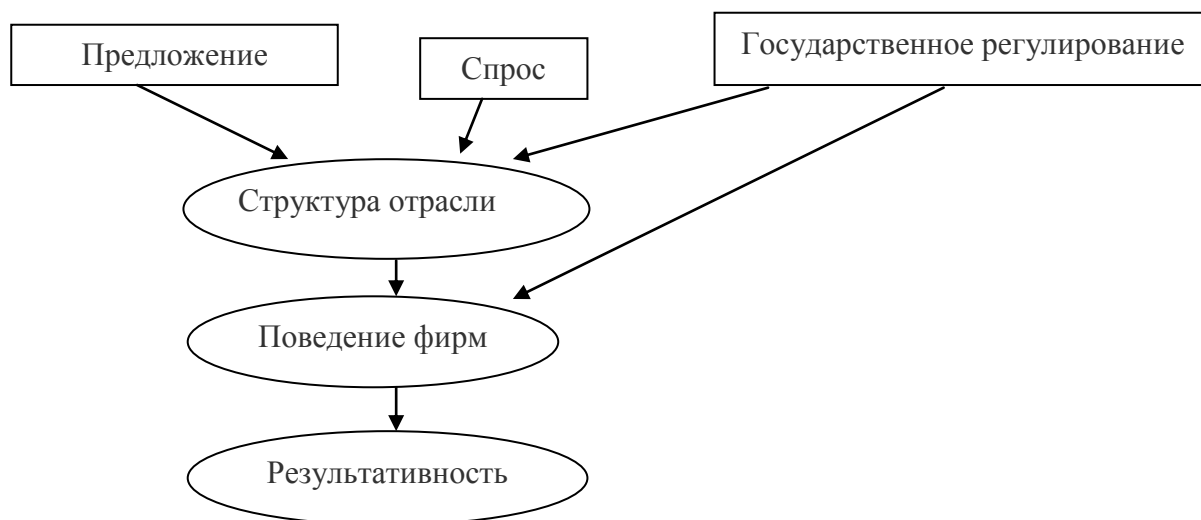 Предложение
Спрос
Государственное регулирование
Структура отрасли
Поведение фирм
Результативность